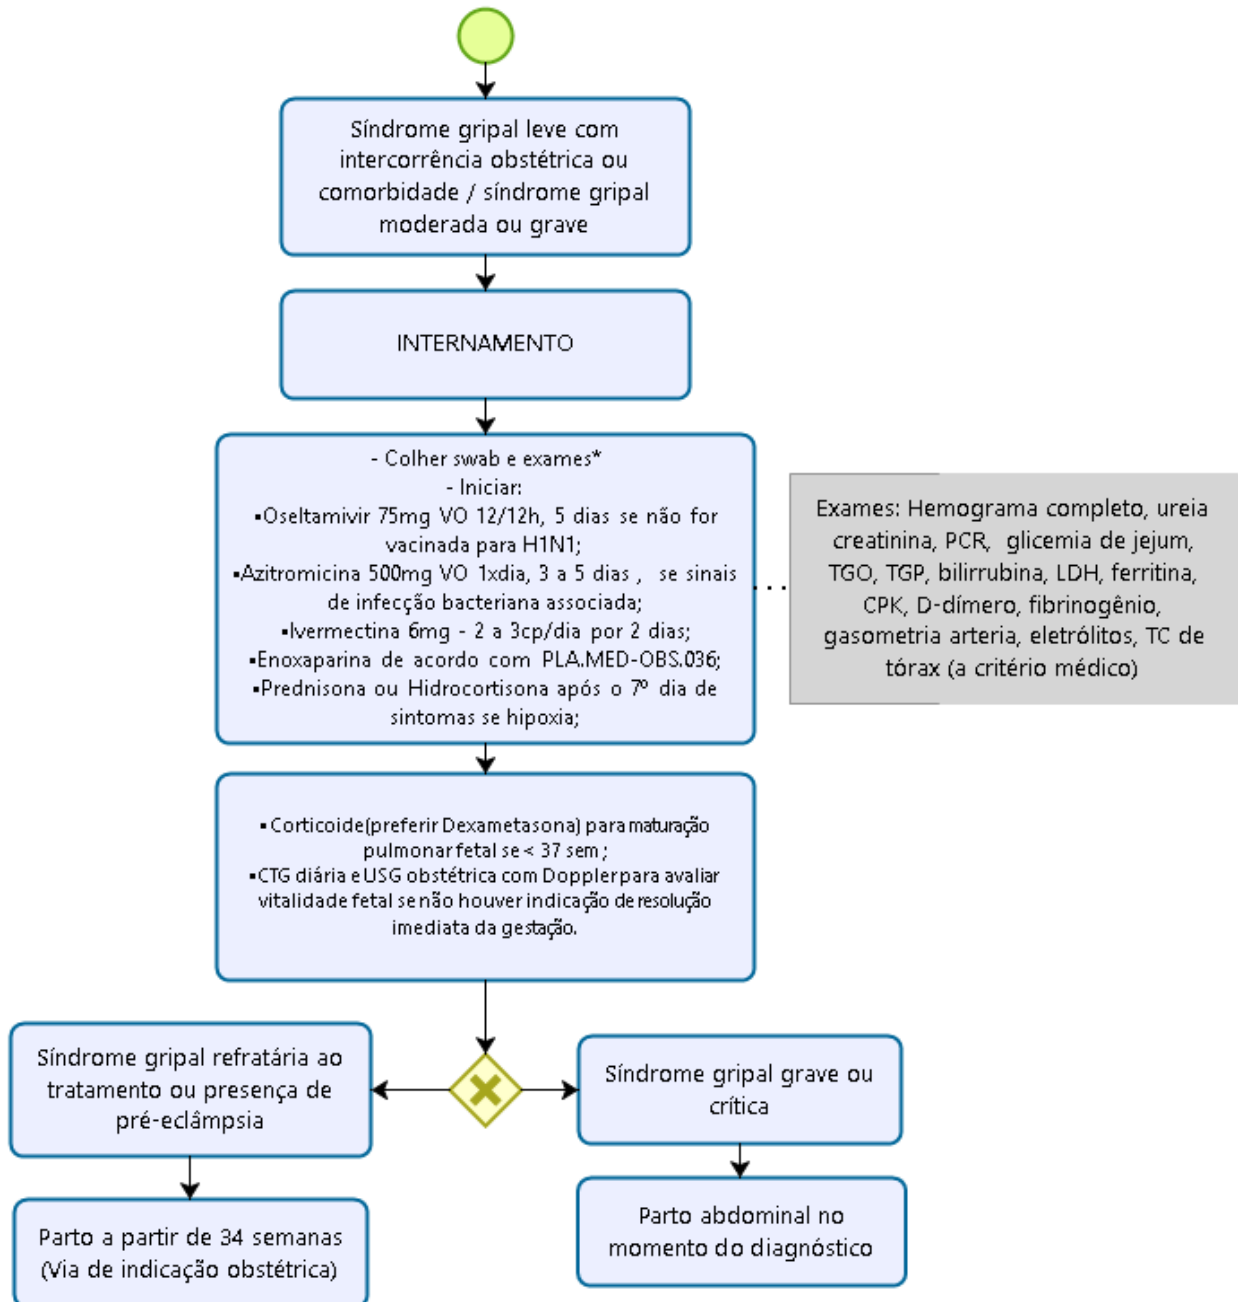 Síndrome gripal leve com
intercorrência obstétrica ou
comorbidade / síndrome gripal
moderada ou grave
INTERNAMENTO
- Colher swab e exames*
- Iniciar:
▪Oseltamivir 75mg VO 12/12h, 5 dias se não for
vacinada para H1N1;
▪Azitromicina 500mg VO 1xdia, 3 a 5 dias , se sinais
de infecção bacteriana associada;
▪Ivermectina 6mg - 2 a 3cp/dia por 2 dias;
▪Enoxaparina de acordo com PLA.MED-OBS.036;
▪Prednisona ou Hidrocortisona após o 7º dia de
sintomas se hipoxia;
Exames: Hemograma completo, ureia
creatinina, PCR, glicemia de jejum,
TGO, TGP, bilirrubina, LDH, ferritina,
CPK, D-dímero, fibrinogênio,
gasometria arteria, eletrólitos, TC de
tórax (a critério médico)
▪Corticoide(preferir Dexametasona) para maturação
pulmonar fetal se < 37 sem;
▪CTG diária e USG obstétrica com Doppler para avaliar
vitalidade fetal se não houver indicação de resolução
imediata da gestação.
Síndrome gripal refratária ao
tratamento ou presença de
pré-eclâmpsia
Síndrome gripal grave ou
crítica
Parto a partir de 34 semanas
(Via de indicação obstétrica)
Parto abdominal no
momento do diagnóstico